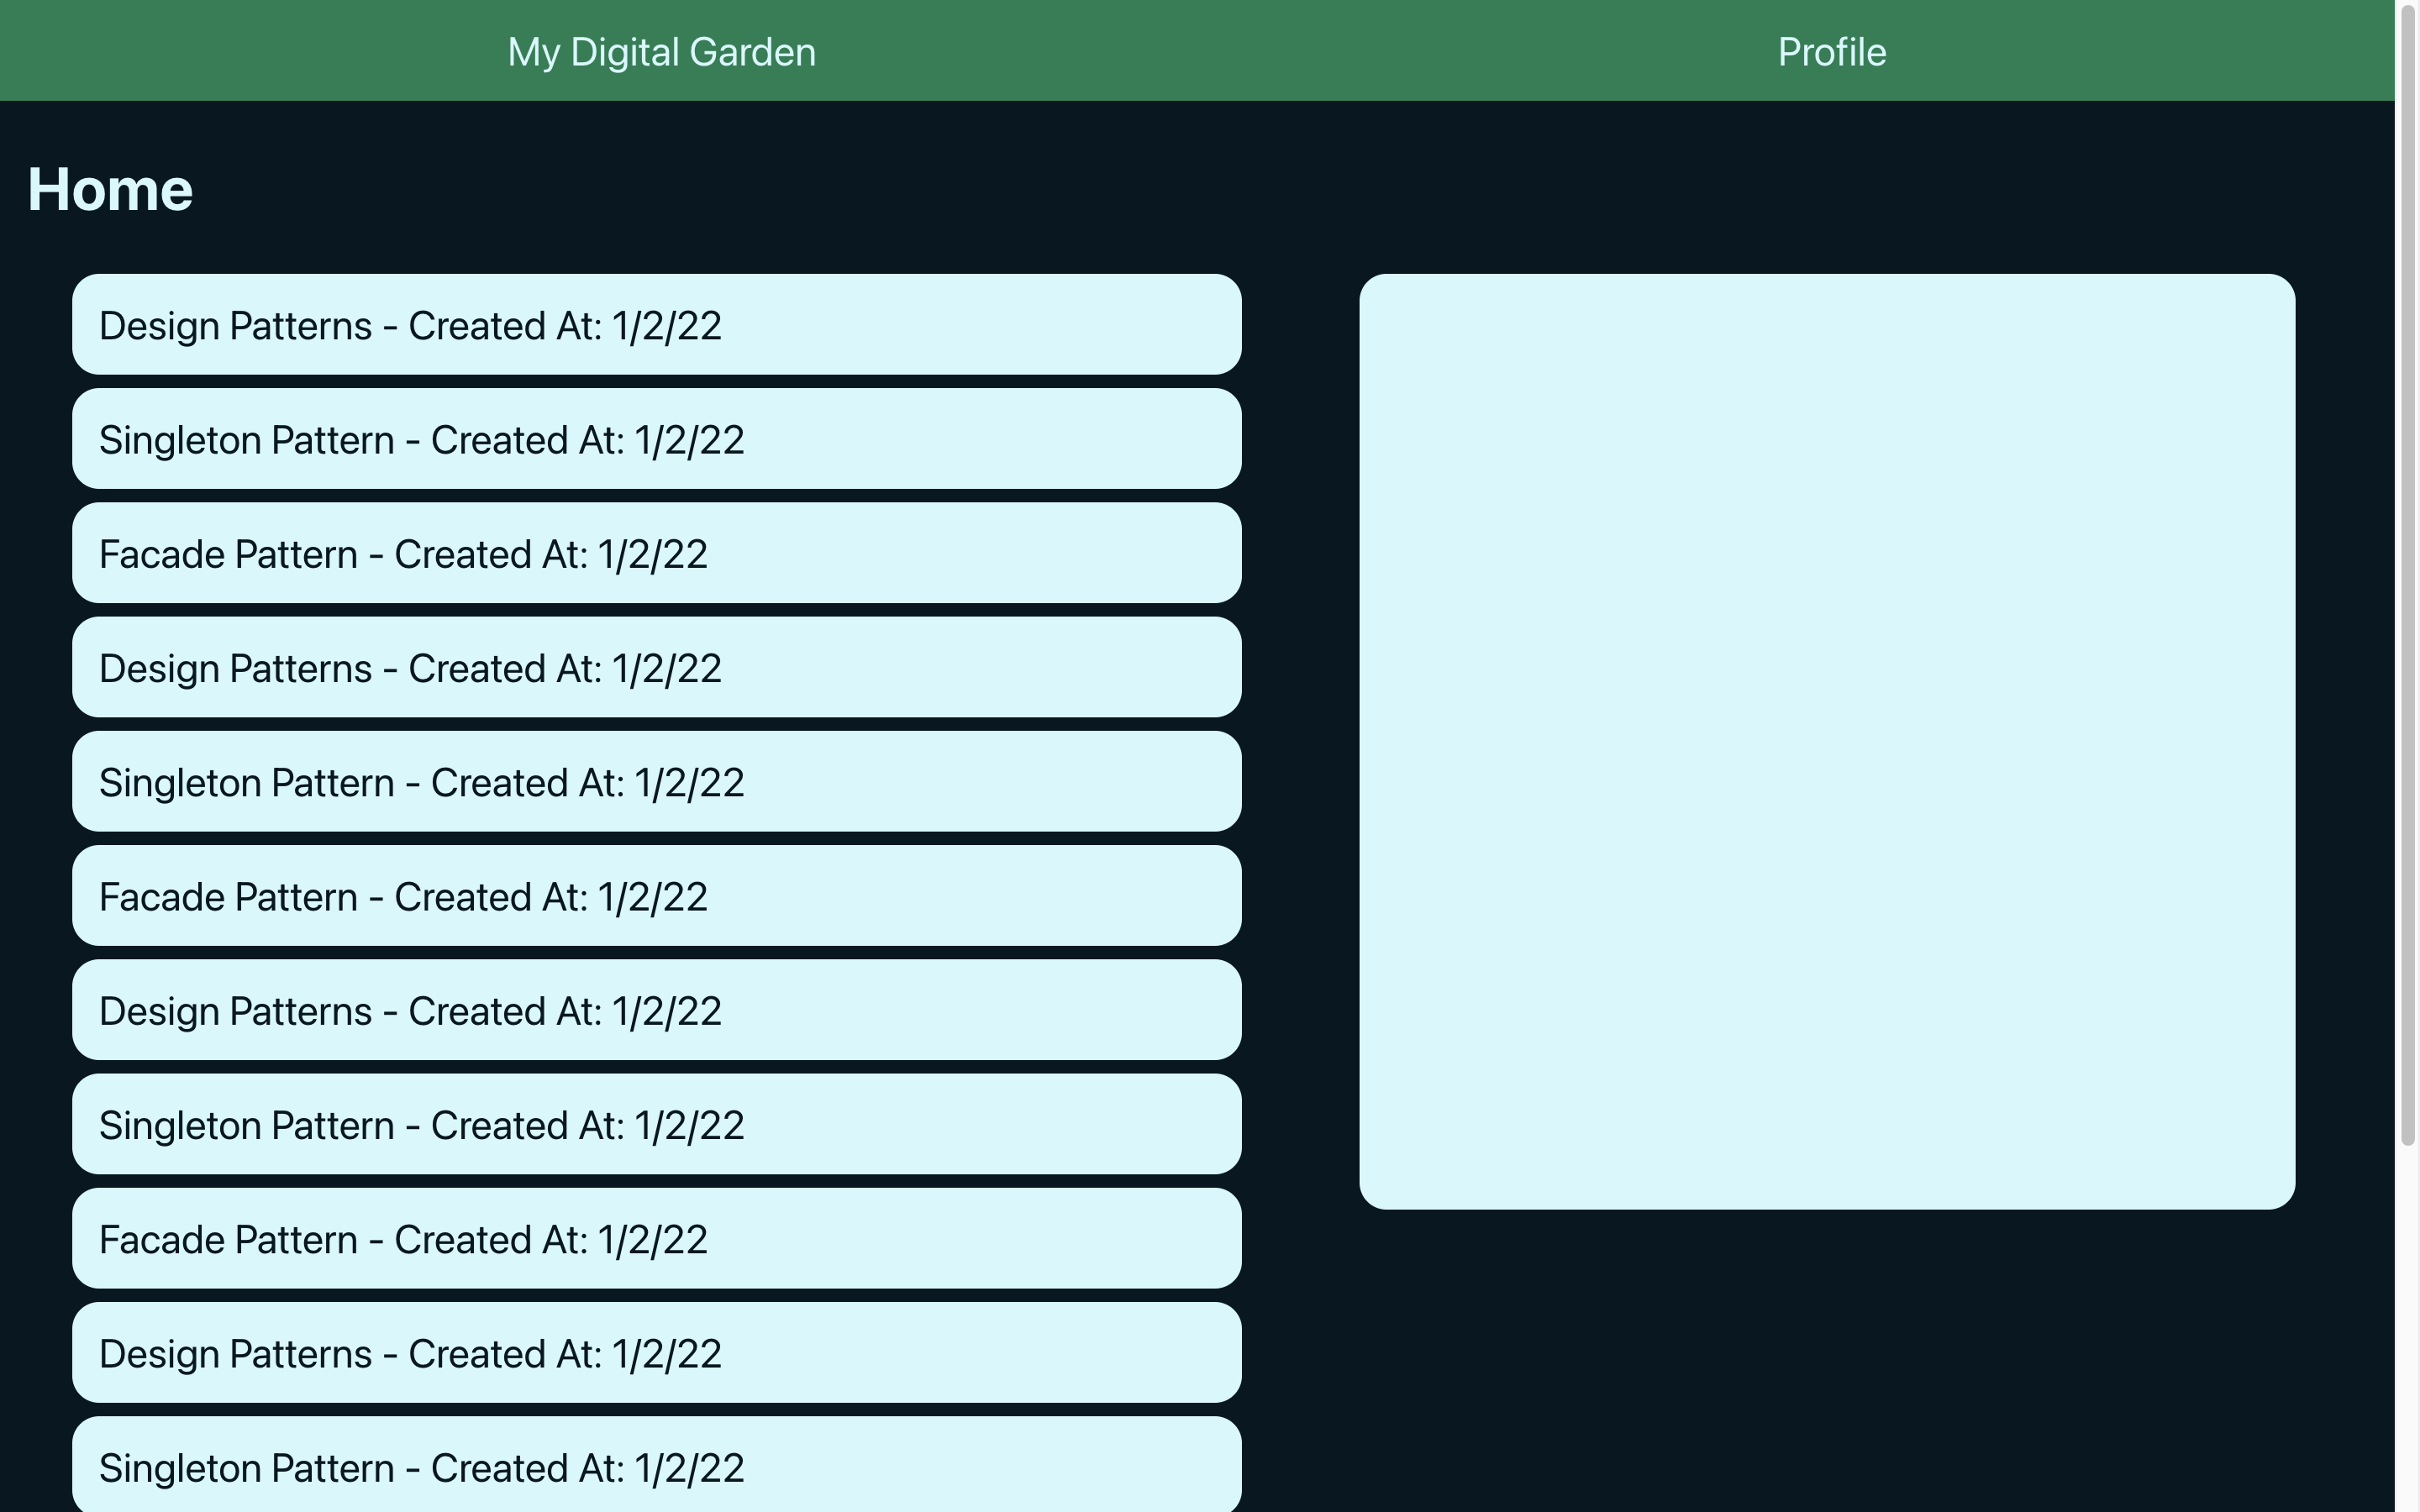 My Digital Garden
Profile
Home
Design Patterns - Created At: 1/2/22
Singleton Pattern - Created At: 1/2/22
Facade Pattern - Created At: 1/2/22
Design Patterns - Created At: 1/2/22
Singleton Pattern - Created At: 1/2/22
Facade Pattern - Created At: 1/2/22
Design Patterns - Created At: 1/2/22
Singleton Pattern - Created At: 1/2/22
Facade Pattern - Created At: 1/2/22
Design Patterns - Created At: 1/2/22
Singleton Pattern - Created At: 1/2/22